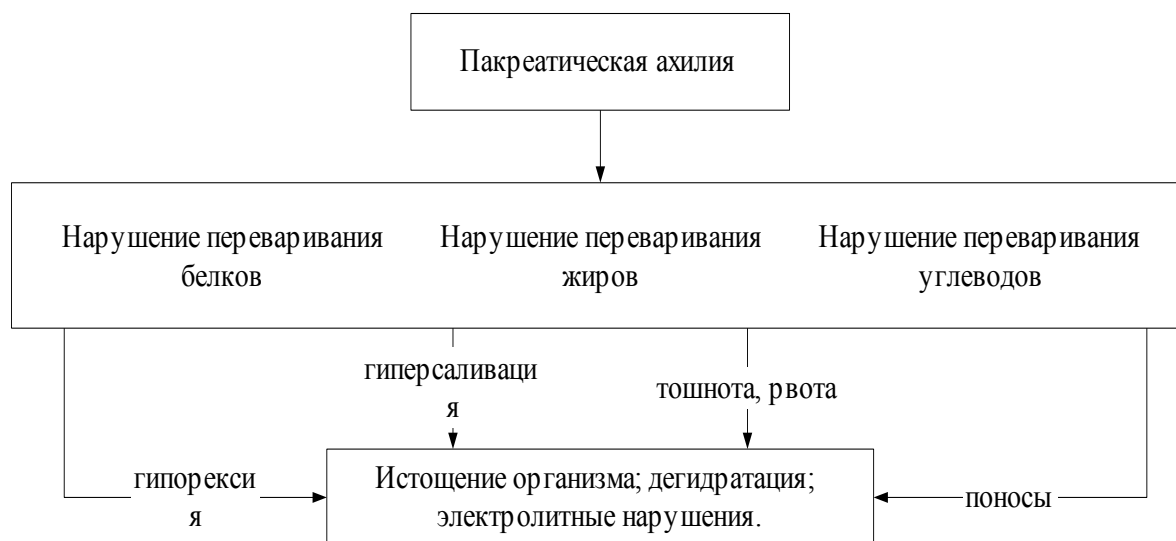 Пакреатическая ахилия
Нарушение переваривания
белков
Нарушение переваривания
жиров
Нарушение переваривания
углеводов
гиперсаливаци
я
тошнота, рвота
гипорекси
я
Истощение организма; дегидратация;
электролитные нарушения.
поносы